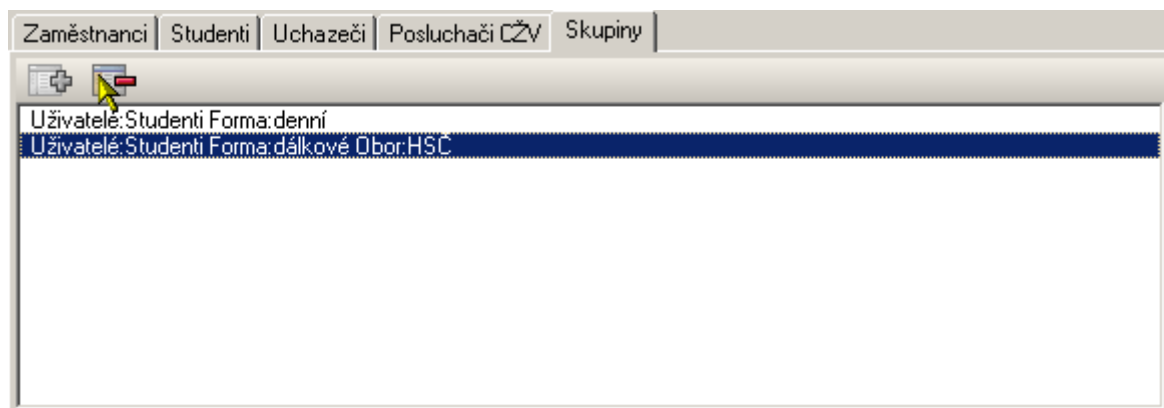 Zaměstnanci Studenti Uchazeči Posluchači CŽV Skupiny
Uživatelé:Studenti Forma:denní
Uživatelé:Studenti Forma:dálkové Obor:HSČ